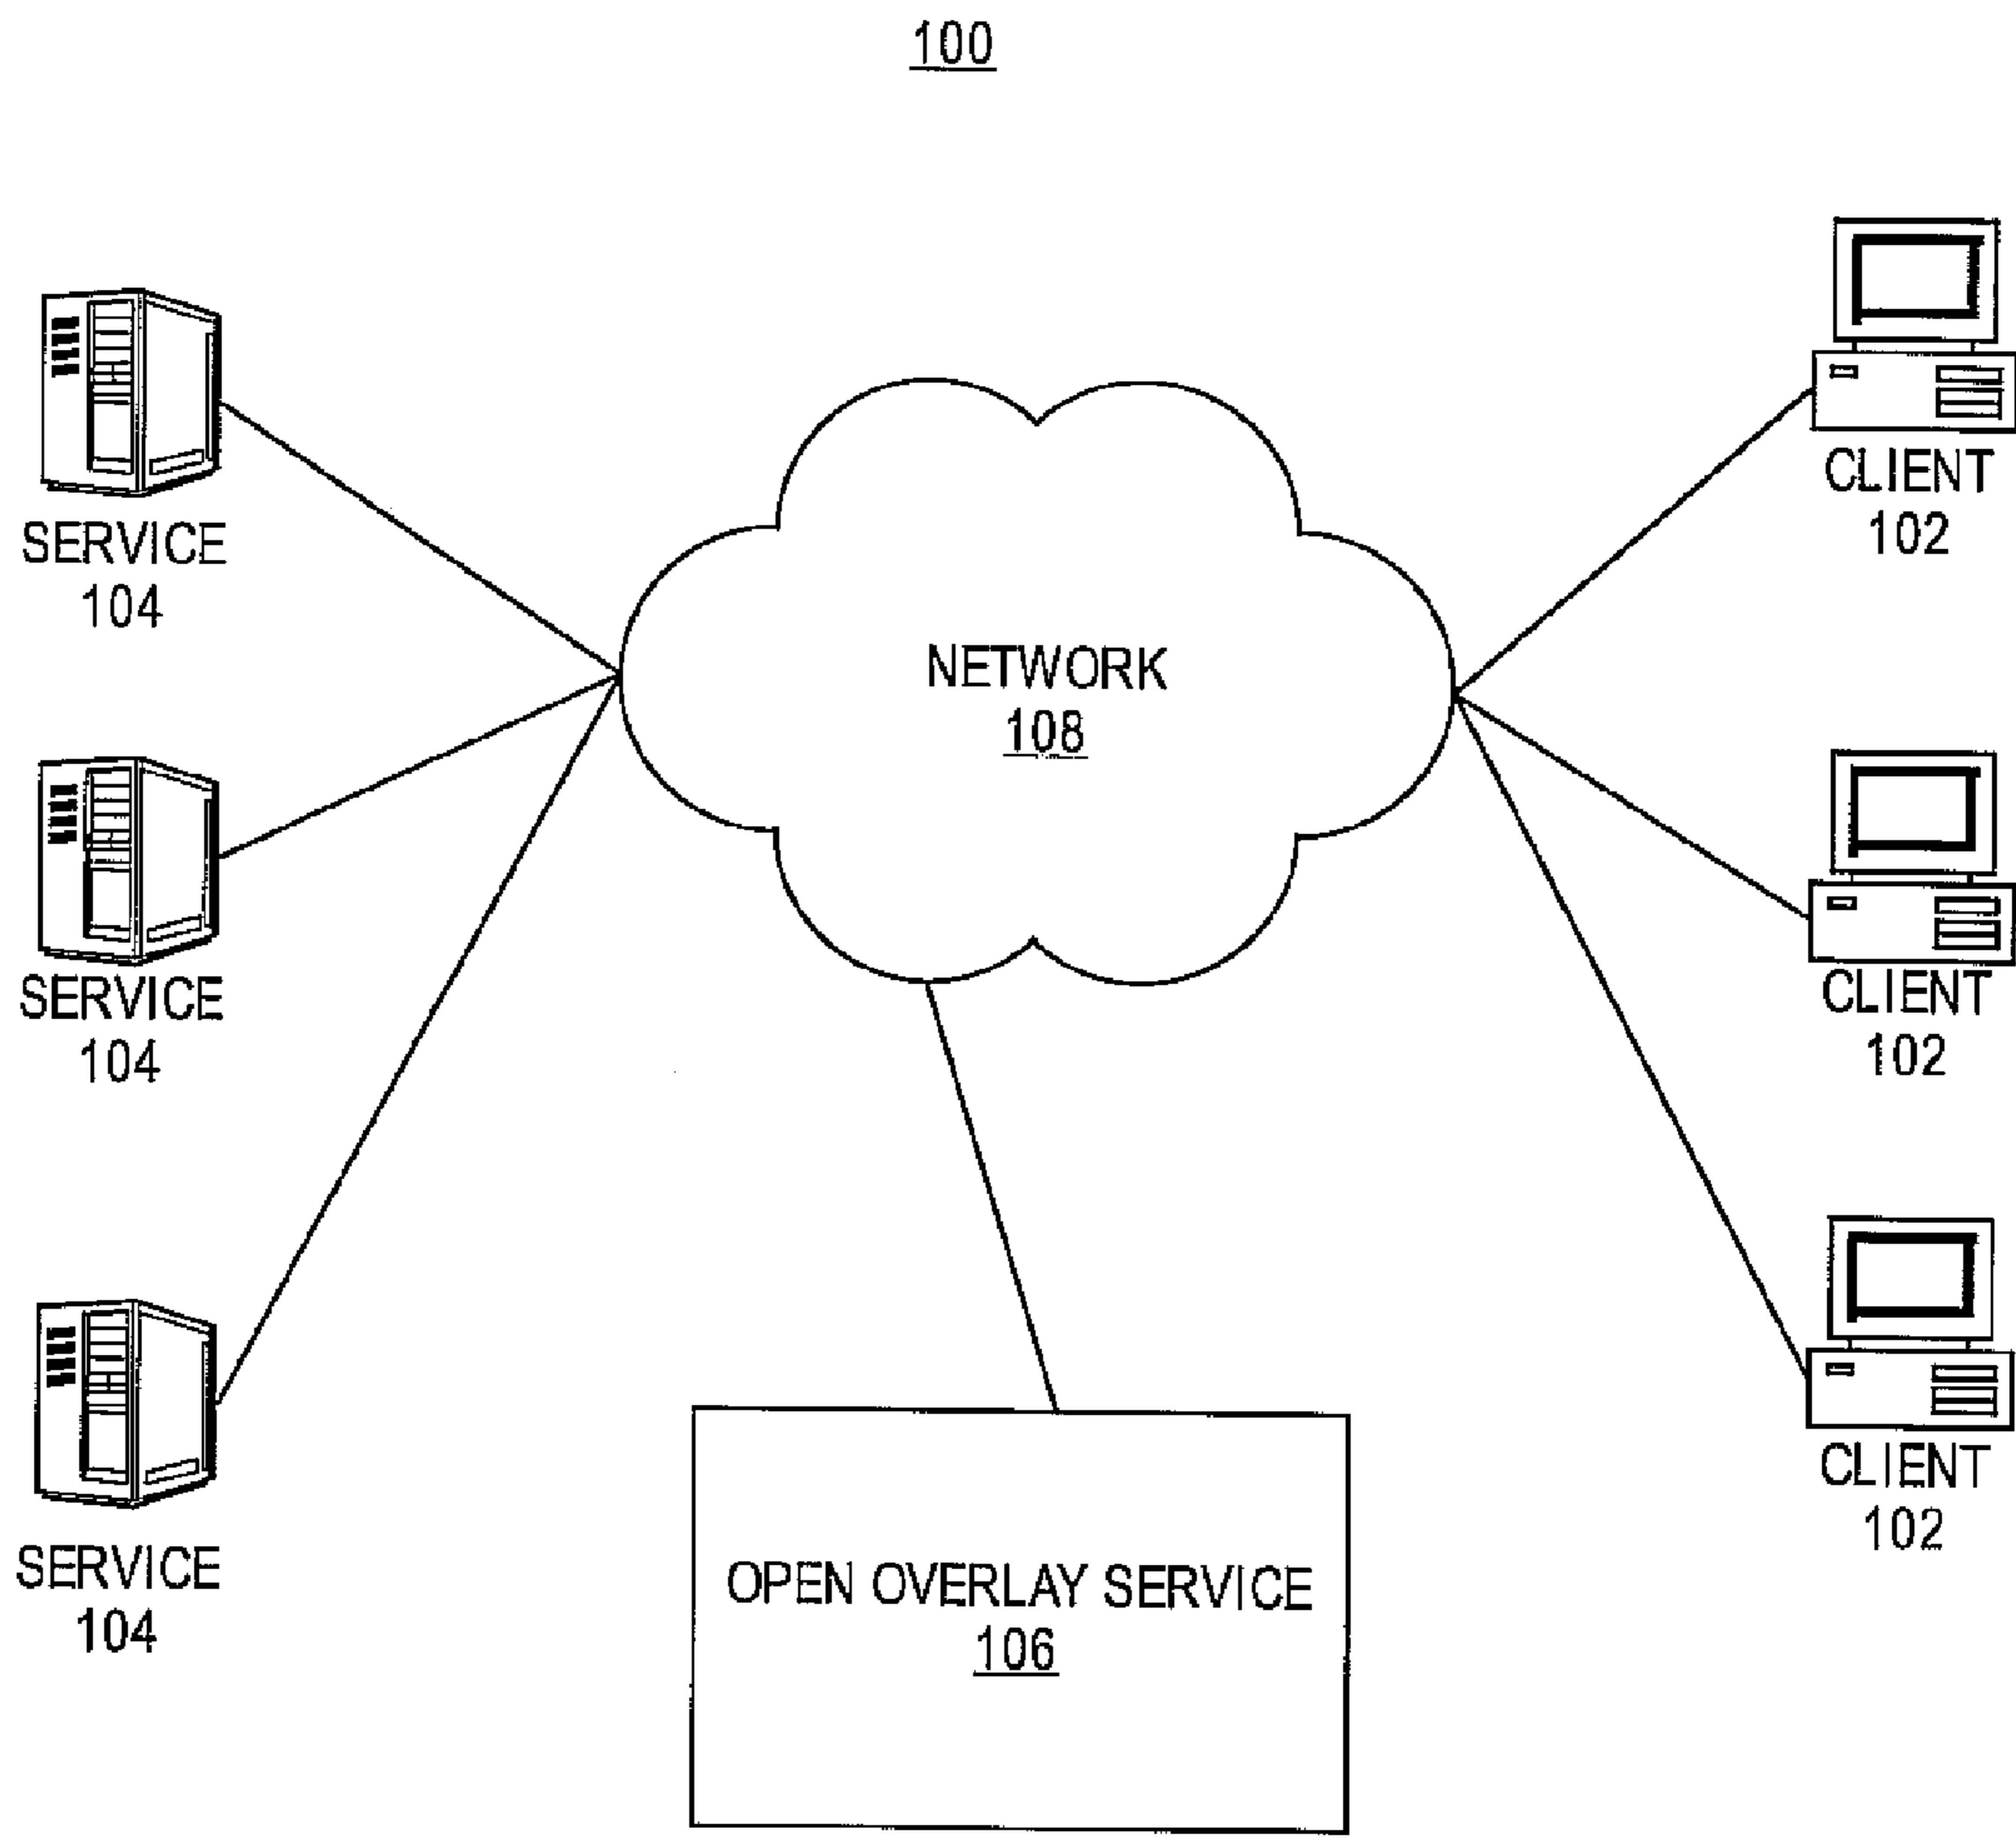 100
SERVICE
104
SERVICE
104
SERVICE
104
NETWORK
108
OPEN OVERLAY SERVICE
106
CLIENT
102
CLIENT
102
CLIENT
102